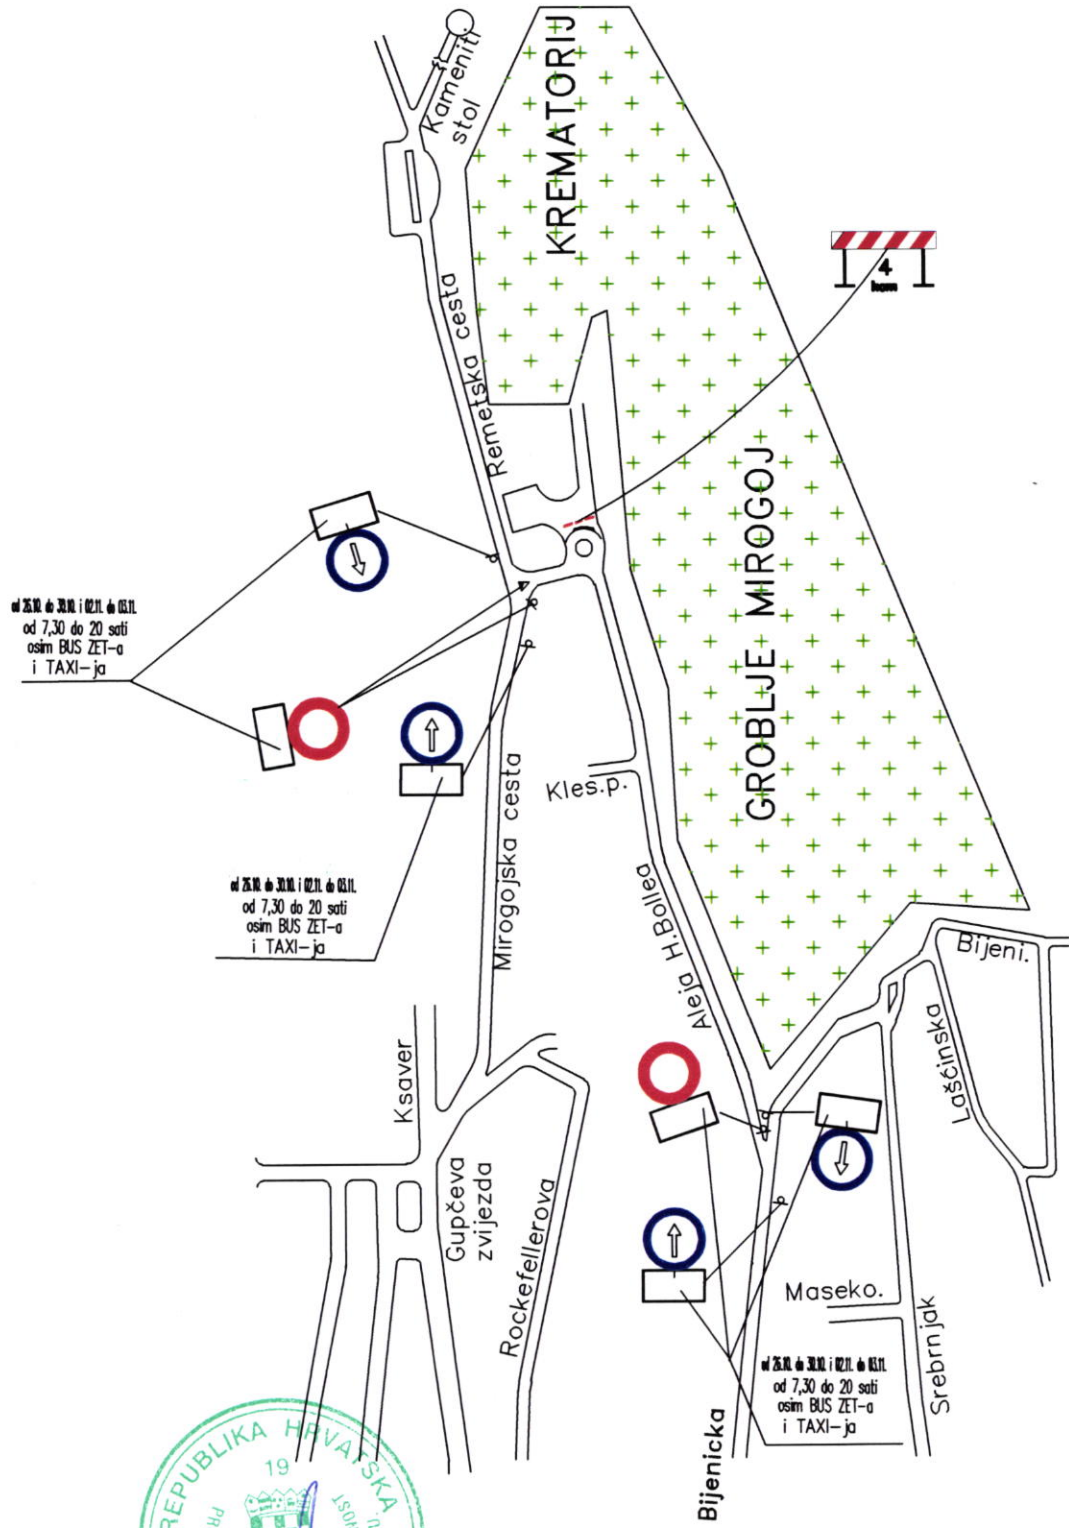 Kameniti
stol
KREMATORIJ
4
kom
Remetska cesta
od 26.10. do 30.10. i 02.11. do 03.11.
od 7,30 do 20 sati
osim BUS ZET-a
i TAXI-ja
GROBLJE MIROGOJ
Kles.p.
Mirogojska cesta
od 26.10. do 30.10. i 02.11. do 03.11.
od 7,30 do 20 sati
osim BUS ZET-a
i TAXI-ja
Aleja H.Bollea
Bijeni.
Laščinska
Ksaver
Gupčeva
zvijezda
Rockefellerova
Maseko.
Srebrnjak
od 26.10. do 30.10. i 02.11. do 03.11.
od 7,30 do 20 sati
osim BUS ZET-a
i TAXI-ja
Bijenicka
REPUBLIKA HRVATSKA
19